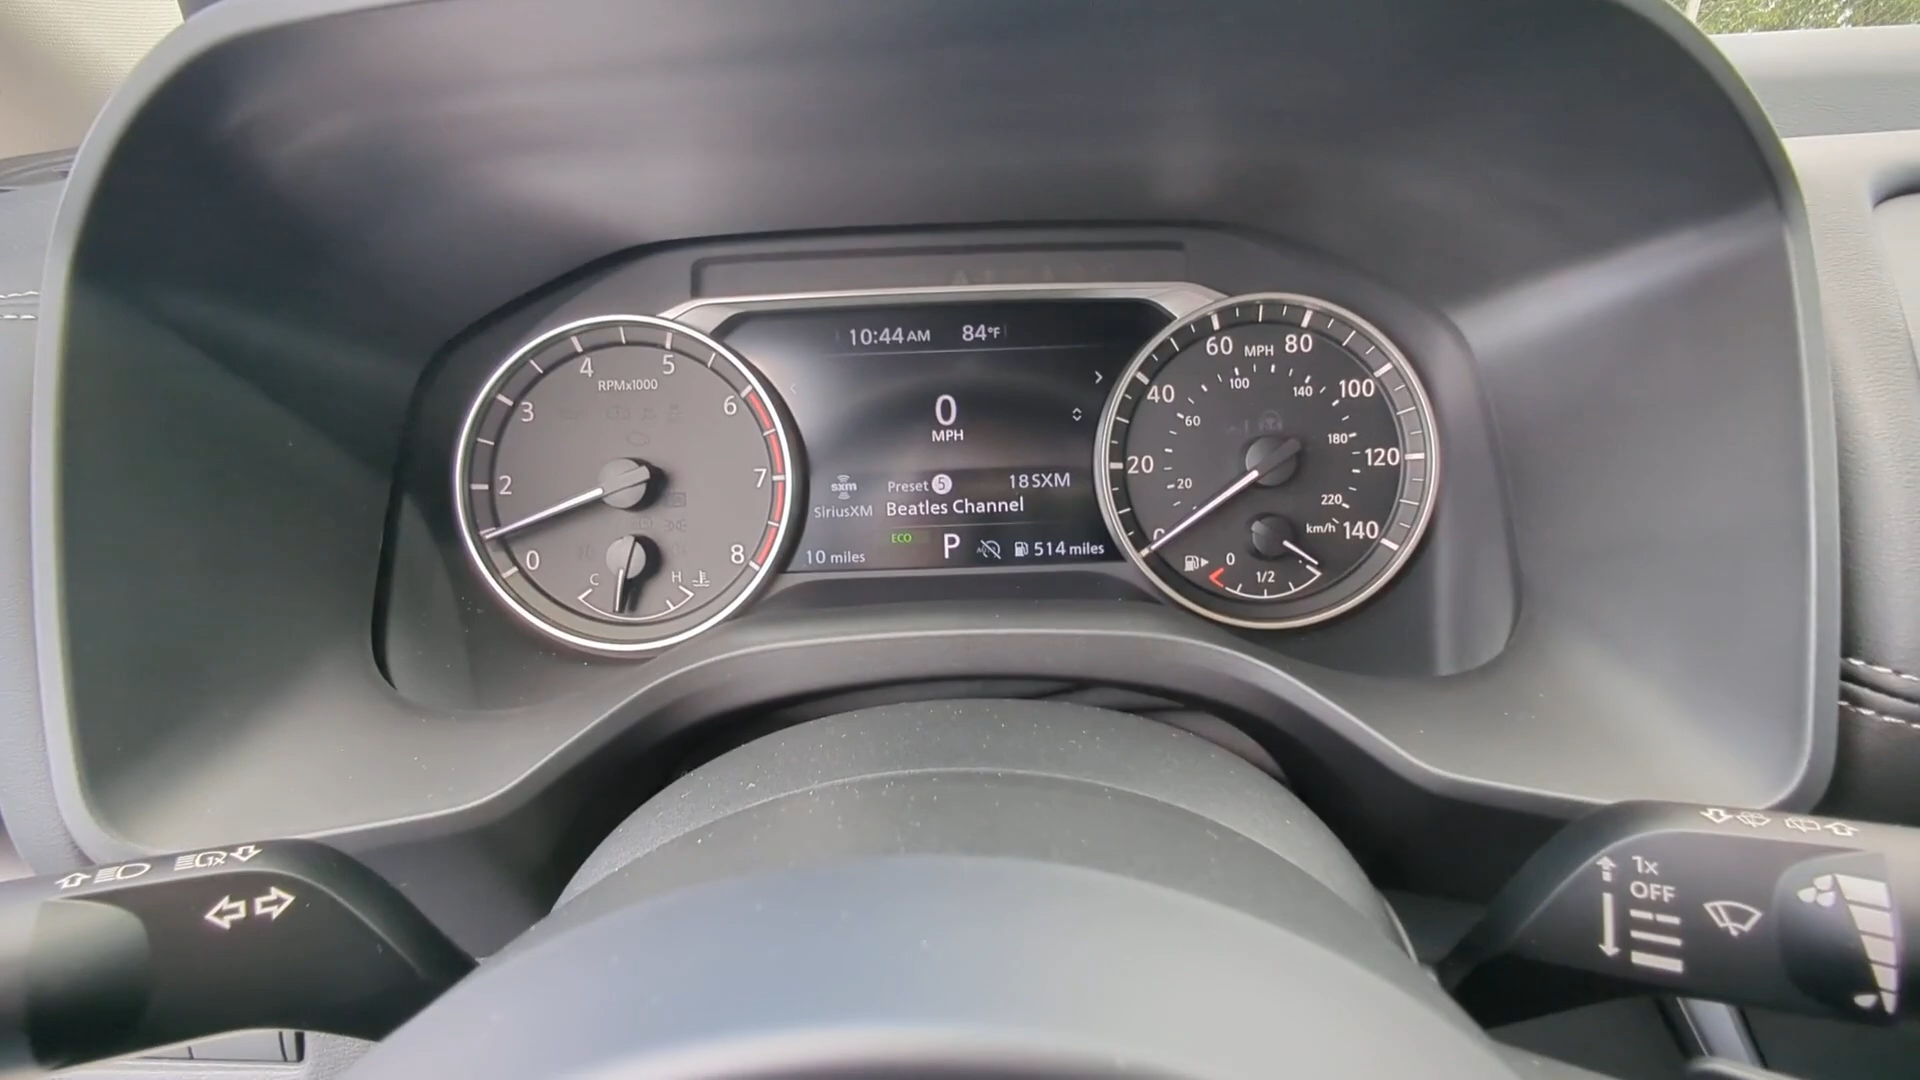 10:44 AM 84°F
0
MPH
sxm
SiriusXM
Preset 5 18 SXM
Beatles Channel
ECO
10 miles P 514 miles
0 2 3 4 5 6 7 8
RPMx1000
C H
0 20 40 60 80 100 120 140
MPH
20 60 100 140 180 220
km/h
0 1/2
1x
1x
OFF